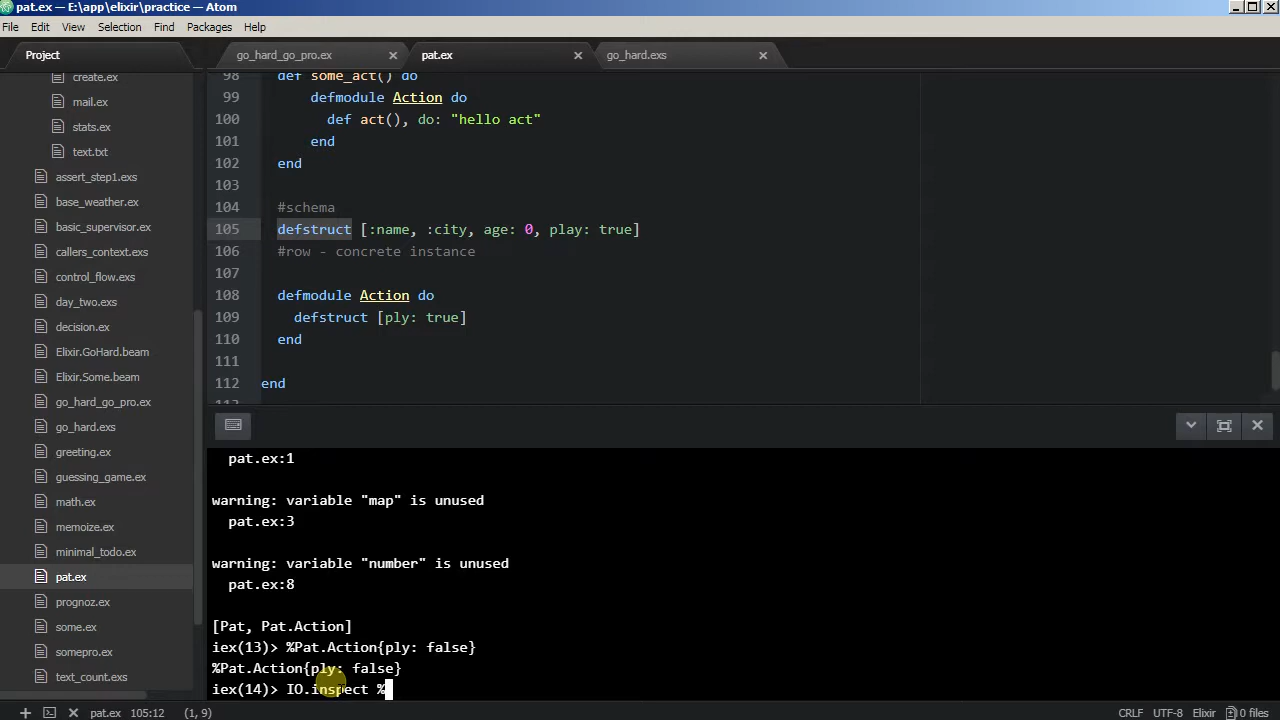 pat.ex — E:\app\elixir\practice — Atom
File Edit View Selection Find Packages Help
Project
go_hard_go_pro.ex
pat.ex
go_hard.exs
create.ex
mail.ex
stats.ex
text.txt
assert_step1.exs
base_weather.ex
basic_supervisor.ex
callers_context.exs
control_flow.exs
day_two.exs
decision.ex
Elixir.GoHard.beam
Elixir.Some.beam
go_hard_go_pro.ex
go_hard.exs
greeting.ex
guessing_game.ex
math.ex
memoize.ex
minimal_todo.ex
pat.ex
prognoz.ex
some.ex
somepro.ex
text_count.exs
98 def some_act() do
99 defmodule Action do
100 def act(), do: "hello act"
101 end
102 end
103
104 #schema
105 defstruct [:name, :city, age: 0, play: true]
106 #row - concrete instance
107
108 defmodule Action do
109 defstruct [ply: true]
110 end
111
112 end
113
pat.ex:1
warning: variable "map" is unused
pat.ex:3
warning: variable "number" is unused
pat.ex:8
[Pat, Pat.Action]
iex(13)> %Pat.Action{ply: false}
%Pat.Action{ply: false}
iex(14)> IO.inspect %
pat.ex 105:12 (1, 9) CRLF UTF-8 Elixir 0 files